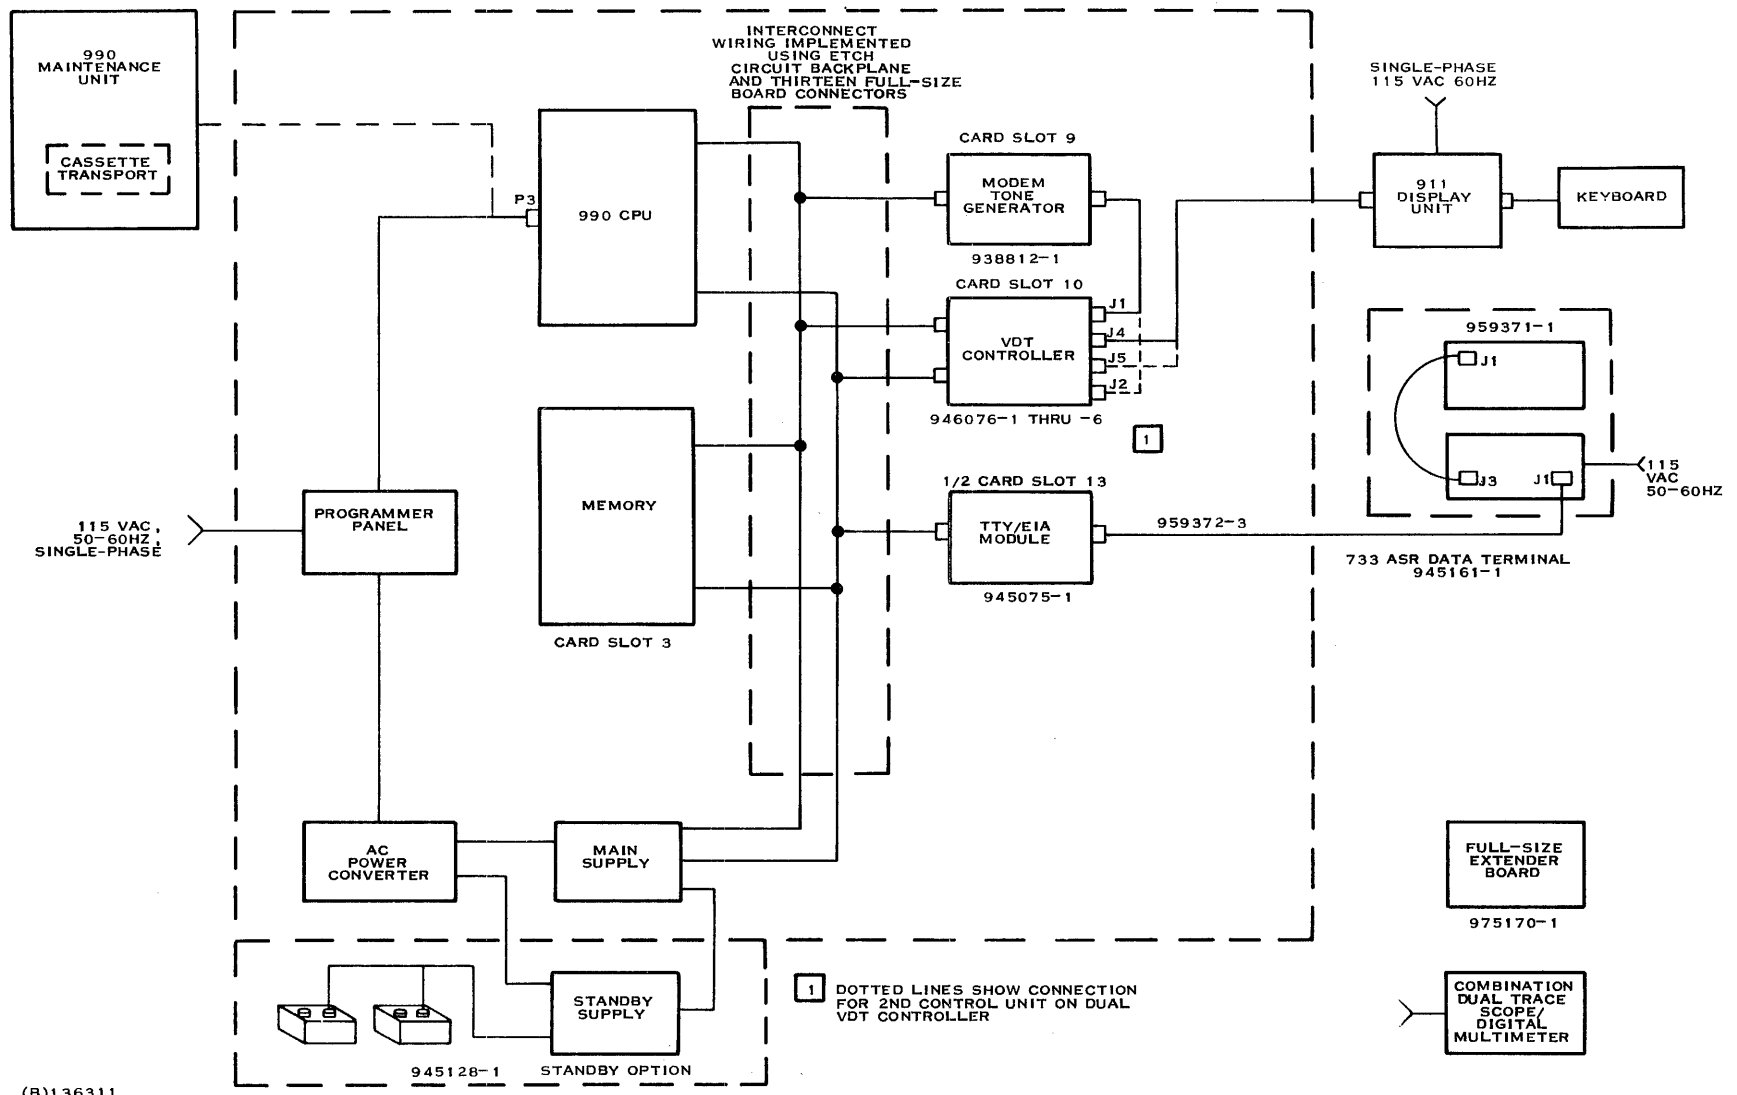 990
MAINTENANCE
UNIT
CASSETTE
TRANSPORT
INTERCONNECT
WIRING IMPLEMENTED
USING ETCH
CIRCUIT BACKPLANE
AND THIRTEEN FULL-SIZE
BOARD CONNECTORS
P3
990 CPU
CARD SLOT 9
MODEM
TONE
GENERATOR
938812-1
SINGLE-PHASE
115 VAC 60HZ
911
DISPLAY
UNIT
KEYBOARD
CARD SLOT 10
VDT
CONTROLLER
J1
J4
J5
J2
946076-1 THRU -6
1
959371-1
J1
J3
J1
115
VAC
50-60HZ
733 ASR DATA TERMINAL
945161-1
MEMORY
CARD SLOT 3
1/2 CARD SLOT 13
TTY/EIA
MODULE
945075-1
959372-3
115 VAC,
50-60HZ,
SINGLE-PHASE
PROGRAMMER
PANEL
AC
POWER
CONVERTER
MAIN
SUPPLY
FULL-SIZE
EXTENDER
BOARD
975170-1
STANDBY
SUPPLY
945128-1
STANDBY OPTION
1
DOTTED LINES SHOW CONNECTION
FOR 2ND CONTROL UNIT ON DUAL
VDT CONTROLLER
COMBINATION
DUAL TRACE
SCOPE/
DIGITAL
MULTIMETER
(B)136311